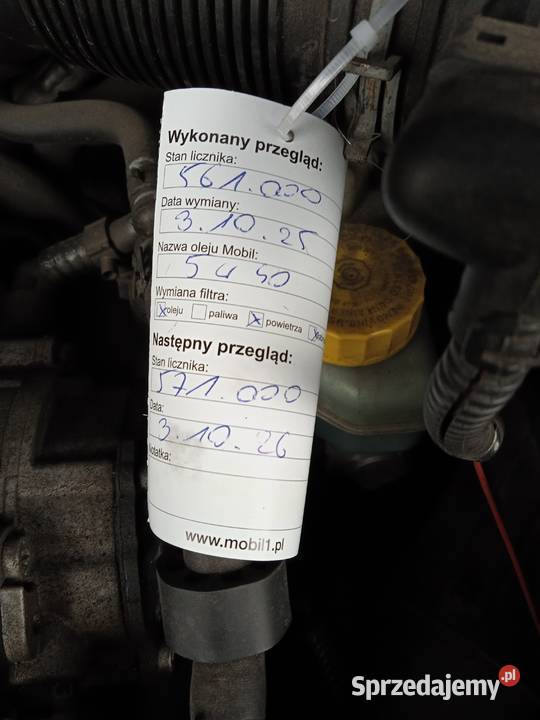 Wykonany przegląd:
Stan licznika:
561.000
Data wymiany:
3.10.25
Nazwa oleju Mobil:
5W40
Wymiana filtra:
x oleju paliwa x powietrza x
Następny przegląd:
Stan licznika:
571.000
Data:
3.10.26
Notatka:
www.mobil1.pl
Sprzedajemy.pl